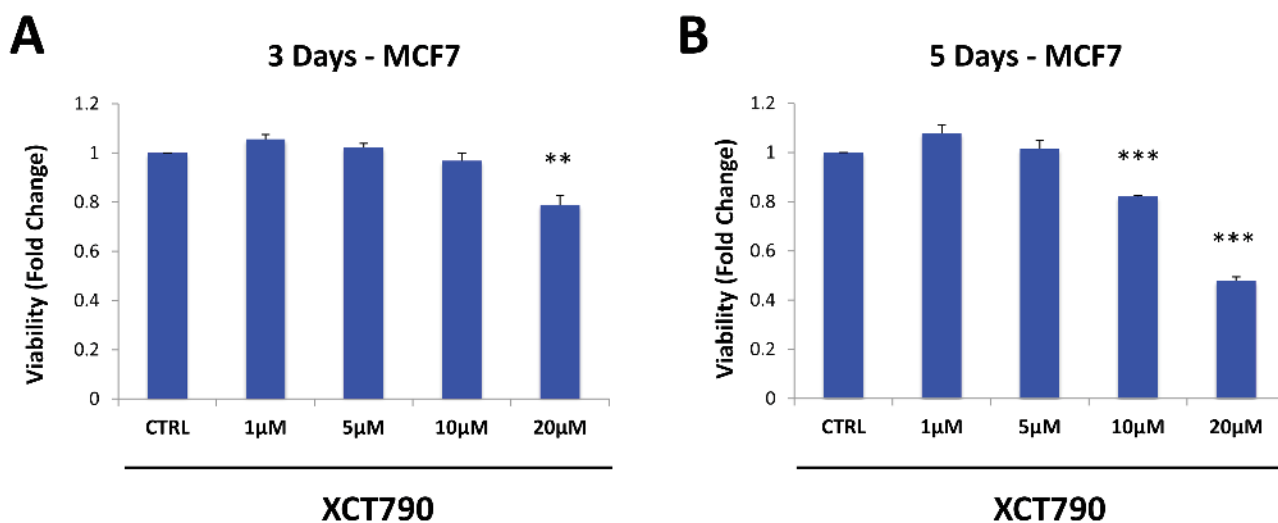 A
3 Days - MCF7
Viability (Fold Change)
1.2
1
0.8
0.6
0.4
0.2
0
**
CTRL 1µM 5µM 10µM 20µM
XCT790
B
5 Days - MCF7
Viability (Fold Change)
1.2
1
0.8
0.6
0.4
0.2
0
***
***
CTRL 1µM 5µM 10µM 20µM
XCT790